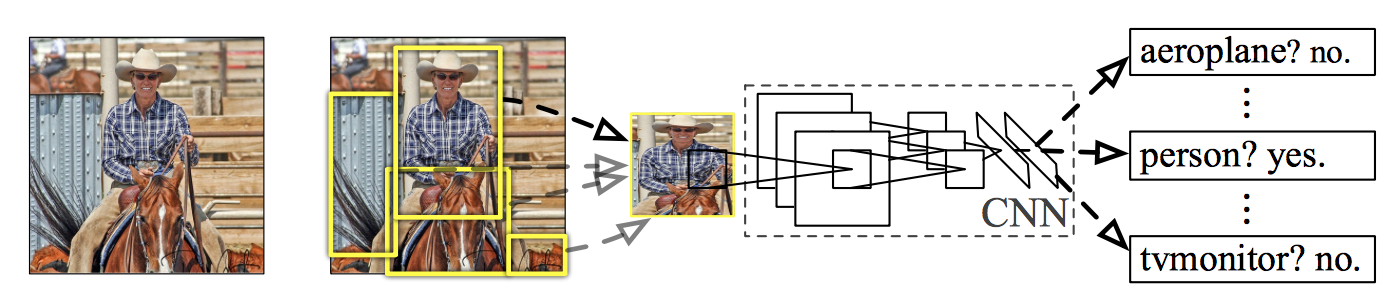 aeroplane? no.
person? yes.
CNN
tvmonitor? no.